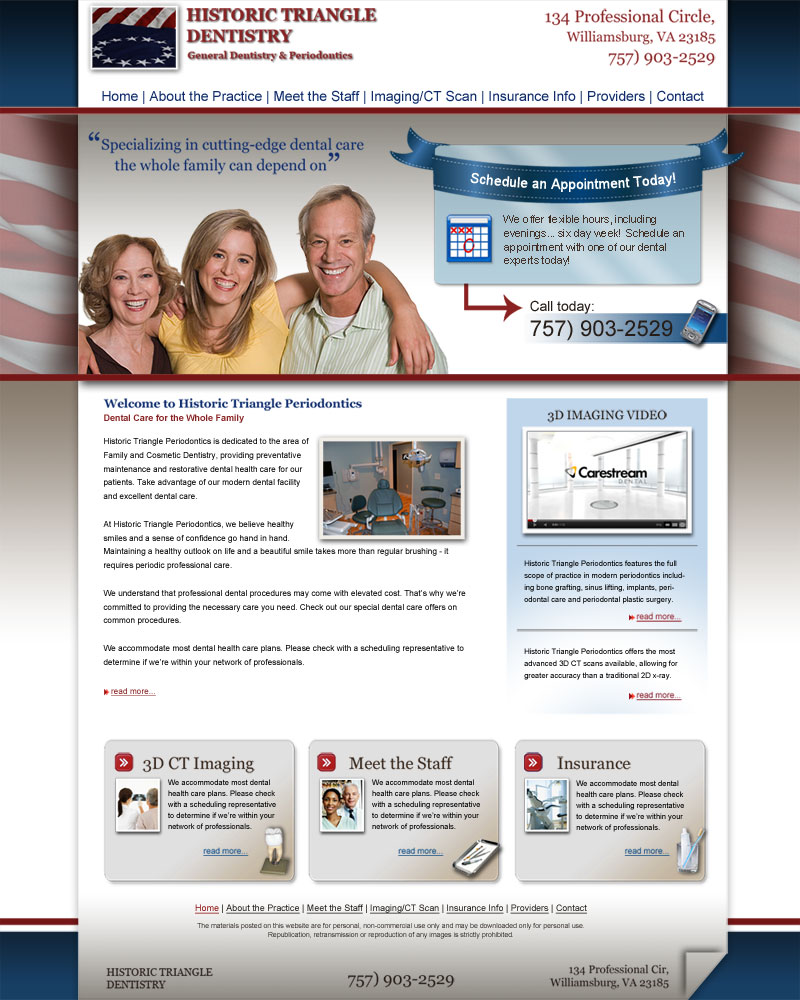 HISTORIC TRIANGLE
DENTISTRY
General Dentistry & Periodontics
134 Professional Circle,
Williamsburg, VA 23185
757) 903-2529
Home | About the Practice | Meet the Staff | Imaging/CT Scan | Insurance Info | Providers | Contact
“Specializing in cutting-edge dental care
the whole family can depend on”
Schedule an Appointment Today!
We offer flexible hours, including
evenings... six day week! Schedule an
appointment with one of our dental
experts today!
Call today:
757) 903-2529
Welcome to Historic Triangle Periodontics
Dental Care for the Whole Family
Historic Triangle Periodontics is dedicated to the area of
Family and Cosmetic Dentistry, providing preventative
maintenance and restorative dental health care for our
patients. Take advantage of our modern dental facility
and excellent dental care.
At Historic Triangle Periodontics, we believe healthy
smiles and a sense of confidence go hand in hand.
Maintaining a healthy outlook on life and a beautiful smile takes more than regular brushing - it
requires periodic professional care.
We understand that professional dental procedures may come with elevated cost. That's why we're
committed to providing the necessary care you need. Check out our special dental care offers on
common procedures.
We accommodate most dental health care plans. Please check with a scheduling representative to
determine if we're within your network of professionals.
read more...
3D IMAGING VIDEO
Carestream
DENTAL
Historic Triangle Periodontics features the full
scope of practice in modern periodontics includ-
ing bone grafting, sinus lifting, implants, peri-
odontal care and periodontal plastic surgery.
read more...
Historic Triangle Periodontics offers the most
advanced 3D CT scans available, allowing for
greater accuracy than a traditional 2D x-ray.
read more...
3D CT Imaging
We accommodate most dental
health care plans. Please check
with a scheduling representative
to determine if we're within your
network of professionals.
read more...
Meet the Staff
We accommodate most dental
health care plans. Please check
with a scheduling representative
to determine if we're within your
network of professionals.
read more...
Insurance
We accommodate most dental
health care plans. Please check
with a scheduling representative
to determine if we're within your
network of professionals.
read more...
Home | About the Practice | Meet the Staff | Imaging/CT Scan | Insurance Info | Providers | Contact
The materials posted on this website are for personal, non-commercial use only and may be downloaded only for personal use.
Republication, retransmission or reproduction of any images is strictly prohibited.
HISTORIC TRIANGLE
DENTISTRY
757) 903-2529
134 Professional Cir,
Williamsburg, VA 23185